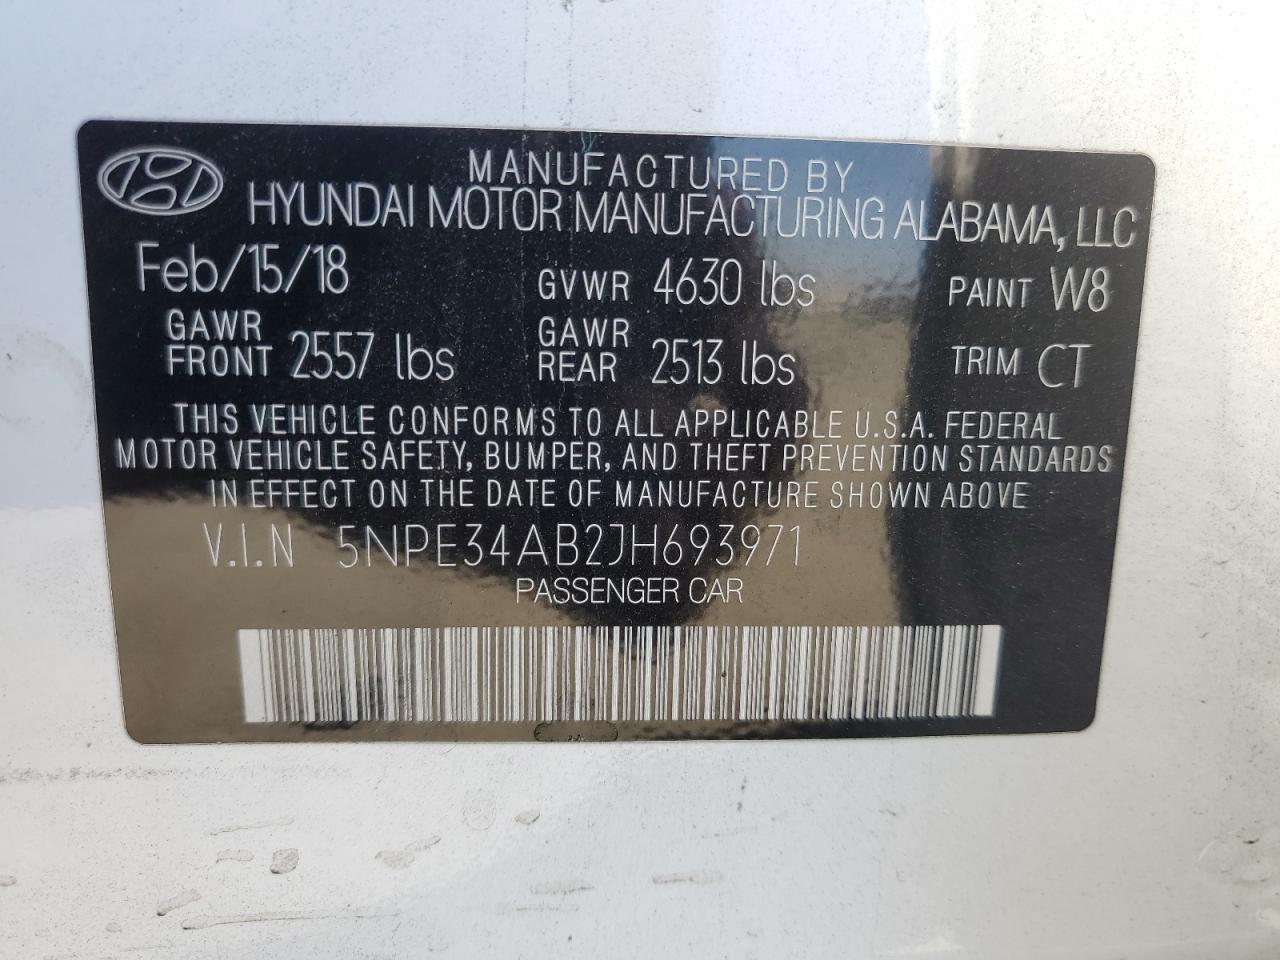 MANUFACTURED BY
HYUNDAI MOTOR MANUFACTURING ALABAMA, LLC
Feb/15/18 GVWR 4630 lbs PAINT W8
GAWR FRONT 2557 lbs GAWR REAR 2513 lbs TRIM CT
THIS VEHICLE CONFORMS TO ALL APPLICABLE U.S.A. FEDERAL
MOTOR VEHICLE SAFETY, BUMPER, AND THEFT PREVENTION STANDARDS
IN EFFECT ON THE DATE OF MANUFACTURE SHOWN ABOVE
V.I.N 5NPE34AB2JH693971
PASSENGER CAR